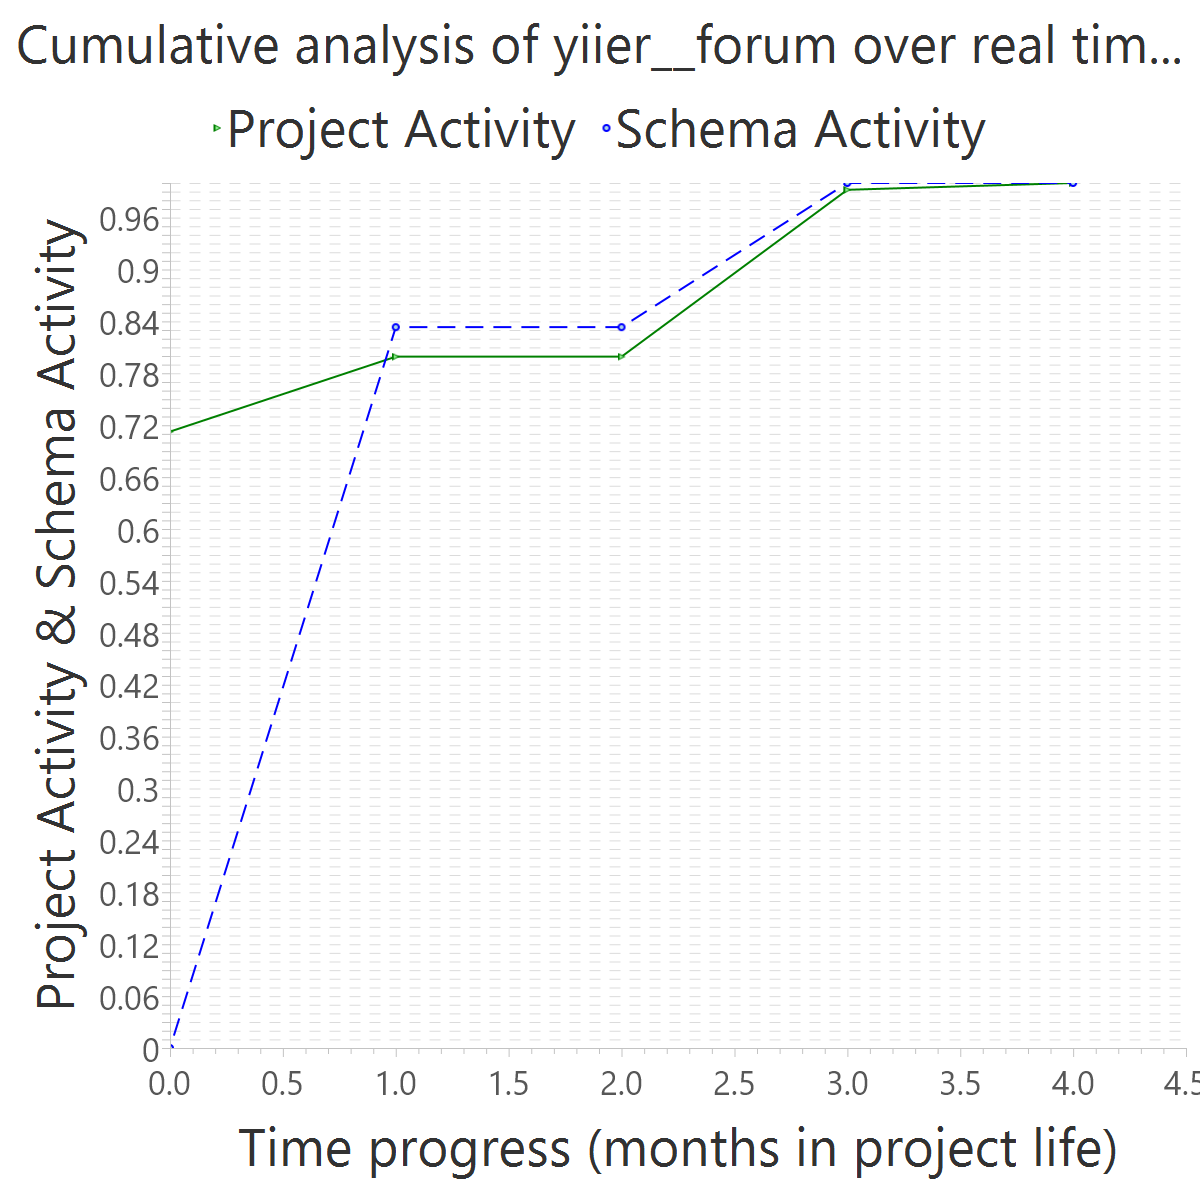 Cumulative analysis of yiier__forum over real tim...
Project Activity
Schema Activity
Project Activity & Schema Activity
0.96
0.9
0.84
0.78
0.72
0.66
0.6
0.54
0.48
0.42
0.36
0.3
0.24
0.18
0.12
0.06
0
0.0 0.5 1.0 1.5 2.0 2.5 3.0 3.5 4.0 4.5
Time progress (months in project life)